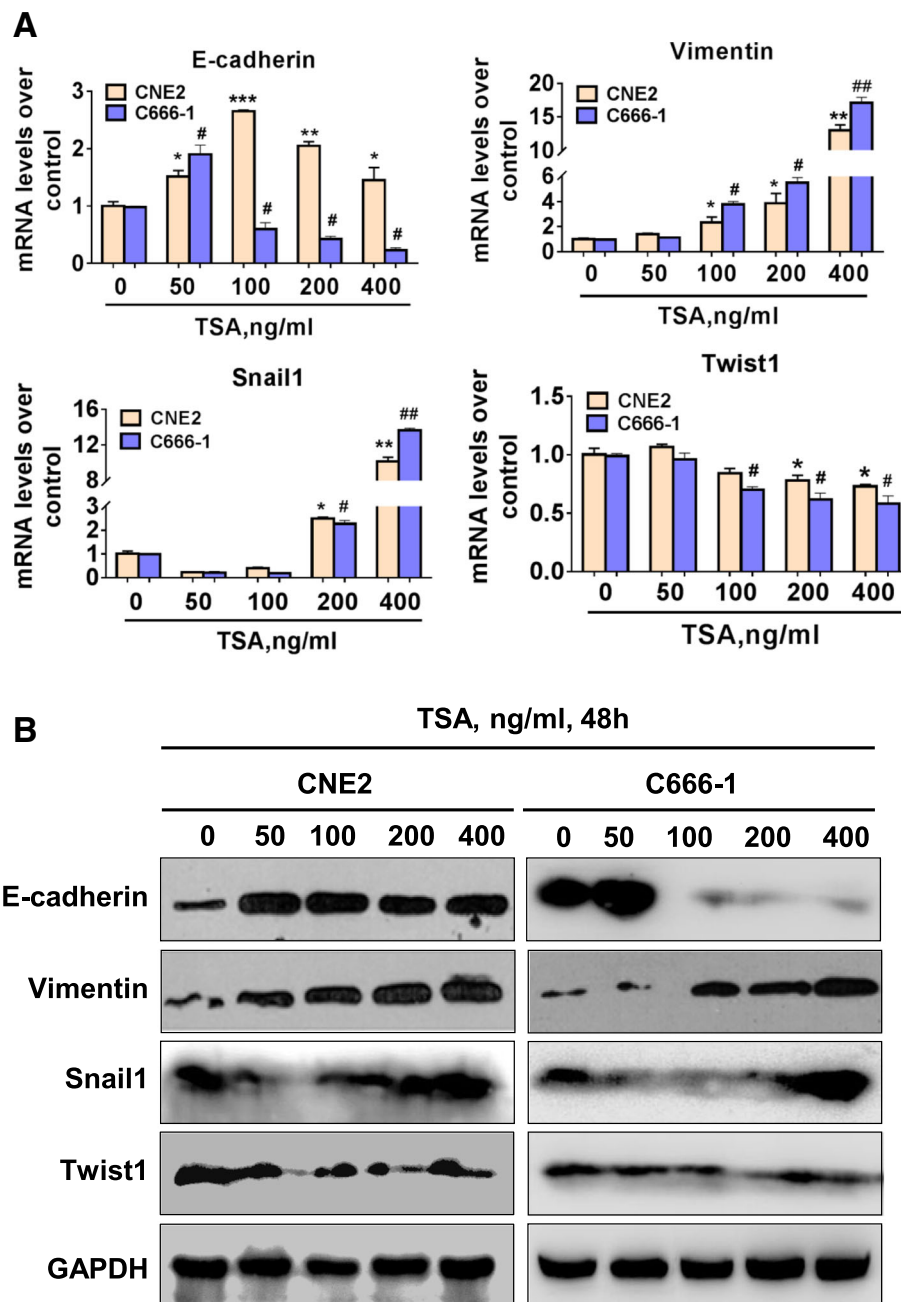 A
E-cadherin
mRNA levels over
control
3
2
1
0
CNE2
C666-1
*
#
***
#
**
#
*
#
0 50 100 200 400
TSA,ng/ml
Vimentin
mRNA levels over
control
20
15
10
6
4
2
0
CNE2
C666-1
*
#
*
#
**
##
0 50 100 200 400
TSA,ng/ml
Snail1
mRNA levels over
control
16
12
8
3
2
1
0
CNE2
C666-1
*
#
**
##
0 50 100 200 400
TSA,ng/ml
Twist1
mRNA levels over
control
1.5
1.0
0.5
0.0
CNE2
C666-1
#
*
#
*
#
0 50 100 200 400
TSA,ng/ml
B
TSA, ng/ml, 48h
CNE2 C666-1
0 50 100 200 400 0 50 100 200 400
E-cadherin
Vimentin
Snail1
Twist1
GAPDH